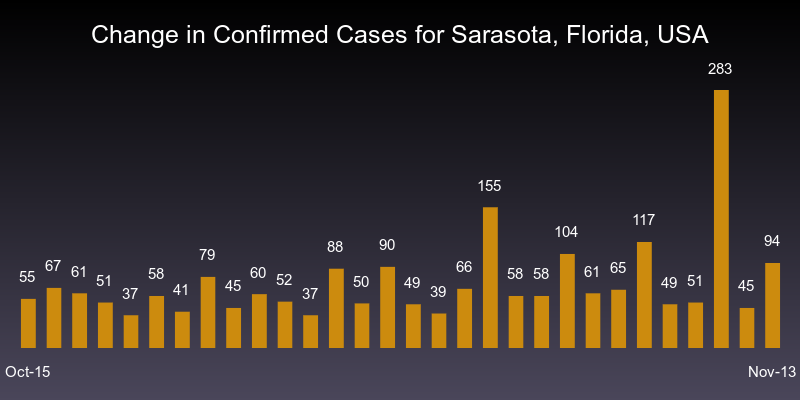 Change in Confirmed Cases for Sarasota, Florida, USA
55 67 61 51 37 58 41 79 45 60 52 37 88 50 90 49 39 66 155 58 58 104 61 65 117 49 51 283 45 94
Oct-15 Nov-13